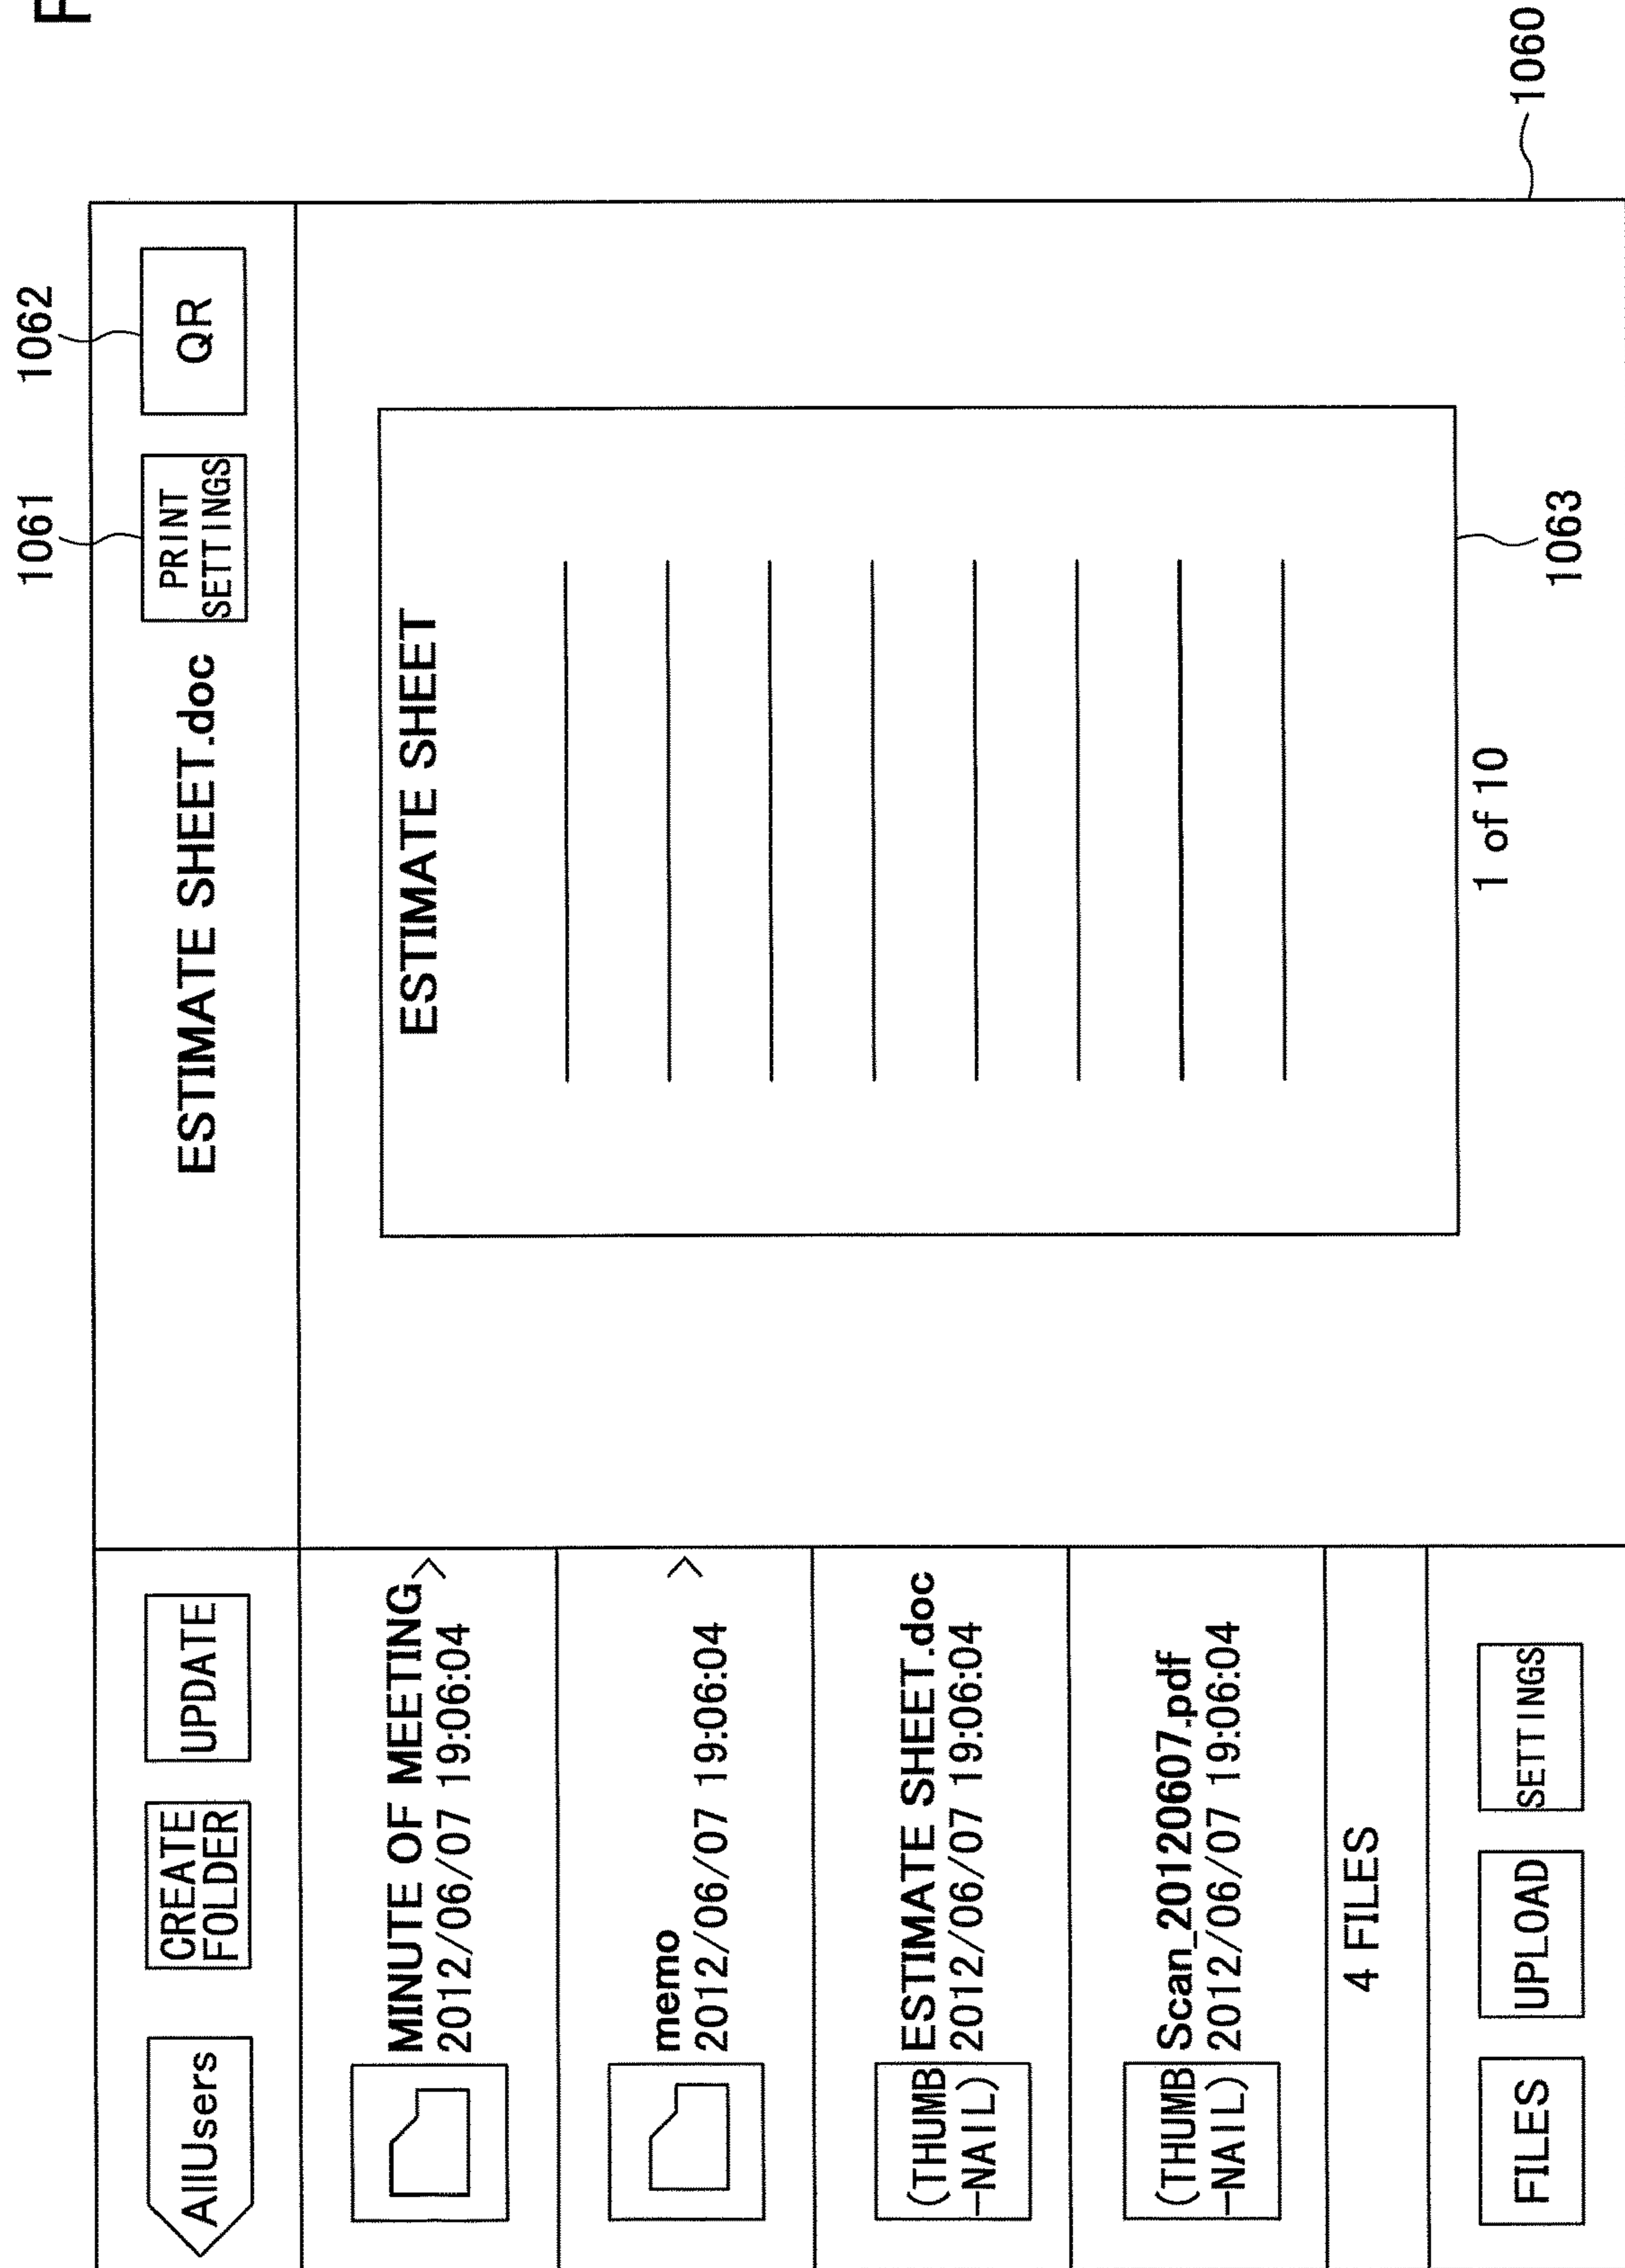 F
1061
1062
AllUsers
CREATE
FOLDER
UPDATE
ESTIMATE SHEET.doc
PRINT
SETTINGS
QR
MINUTE OF MEETING >
2012/06/07 19:06:04
memo
2012/06/07 19:06:04 >
(THUMB
-NAIL)
ESTIMATE SHEET.doc
2012/06/07 19:06:04
(THUMB
-NAIL)
Scan_20120607.pdf
2012/06/07 19:06:04
4 FILES
FILES
UPLOAD
SETTINGS
ESTIMATE SHEET
1 of 10
1063
1060